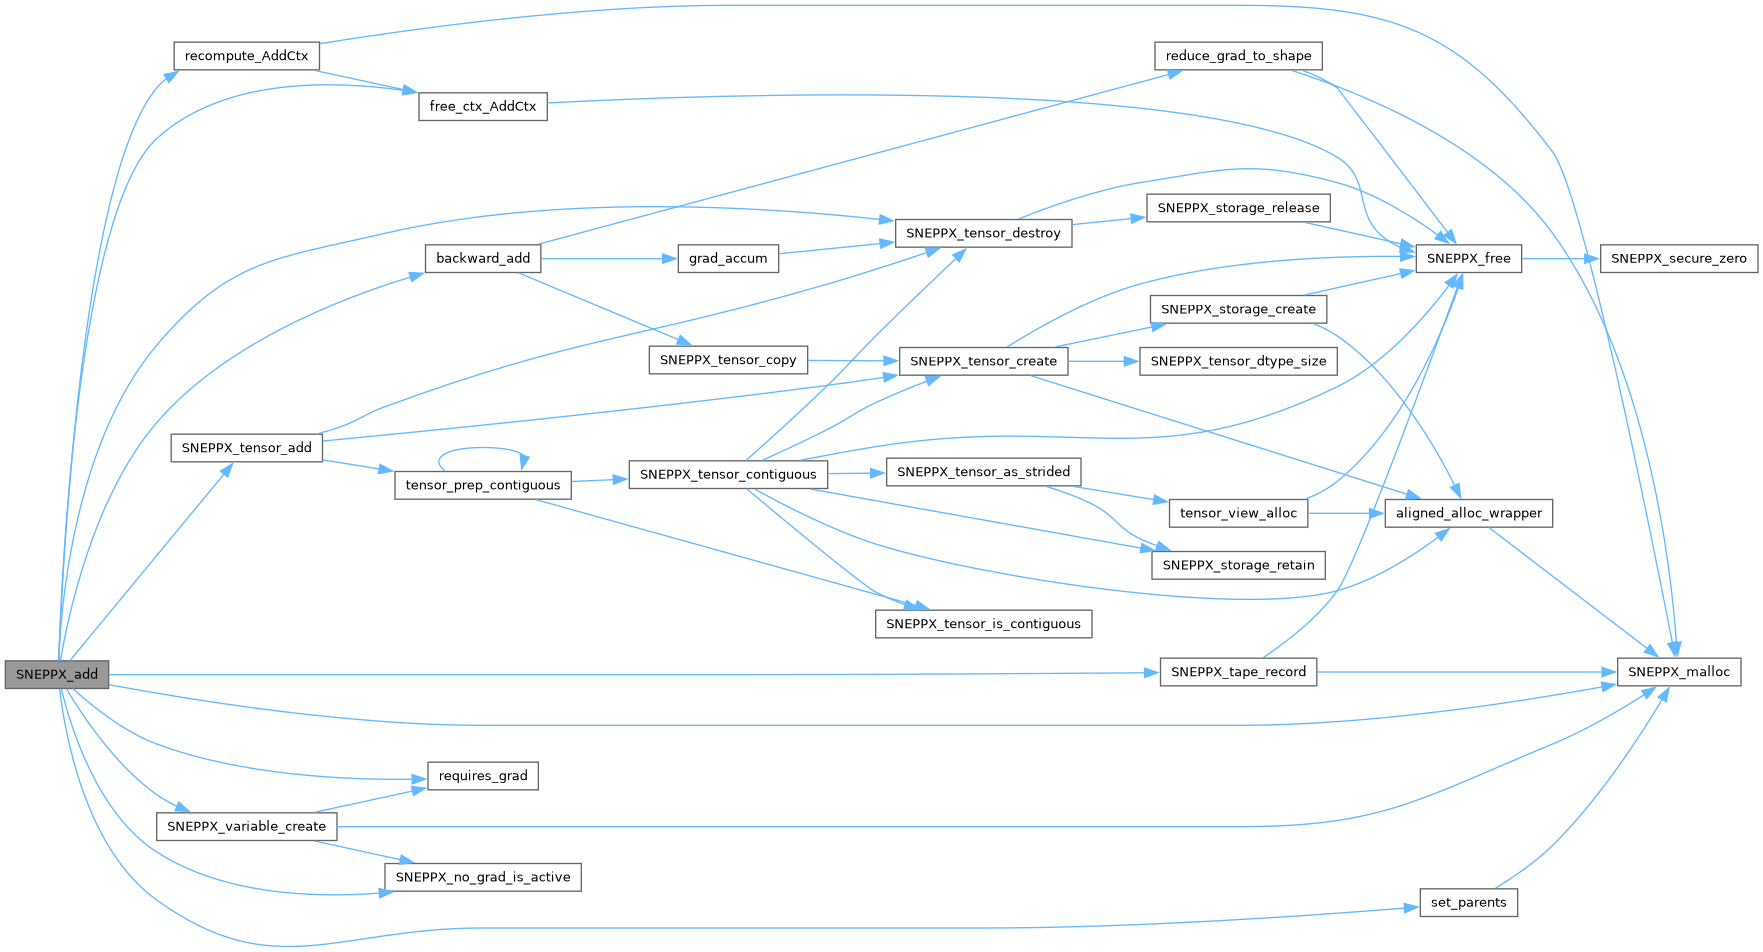 recompute_AddCtx
reduce_grad_to_shape
free_ctx_AddCtx
SNEPPX_storage_release
SNEPPX_tensor_destroy
backward_add
grad_accum
SNEPPX_free
SNEPPX_secure_zero
SNEPPX_storage_create
SNEPPX_tensor_copy
SNEPPX_tensor_create
SNEPPX_tensor_dtype_size
SNEPPX_tensor_add
SNEPPX_tensor_contiguous
SNEPPX_tensor_as_strided
tensor_prep_contiguous
tensor_view_alloc
aligned_alloc_wrapper
SNEPPX_storage_retain
SNEPPX_tensor_is_contiguous
SNEPPX_add
SNEPPX_tape_record
SNEPPX_malloc
requires_grad
SNEPPX_variable_create
SNEPPX_no_grad_is_active
set_parents